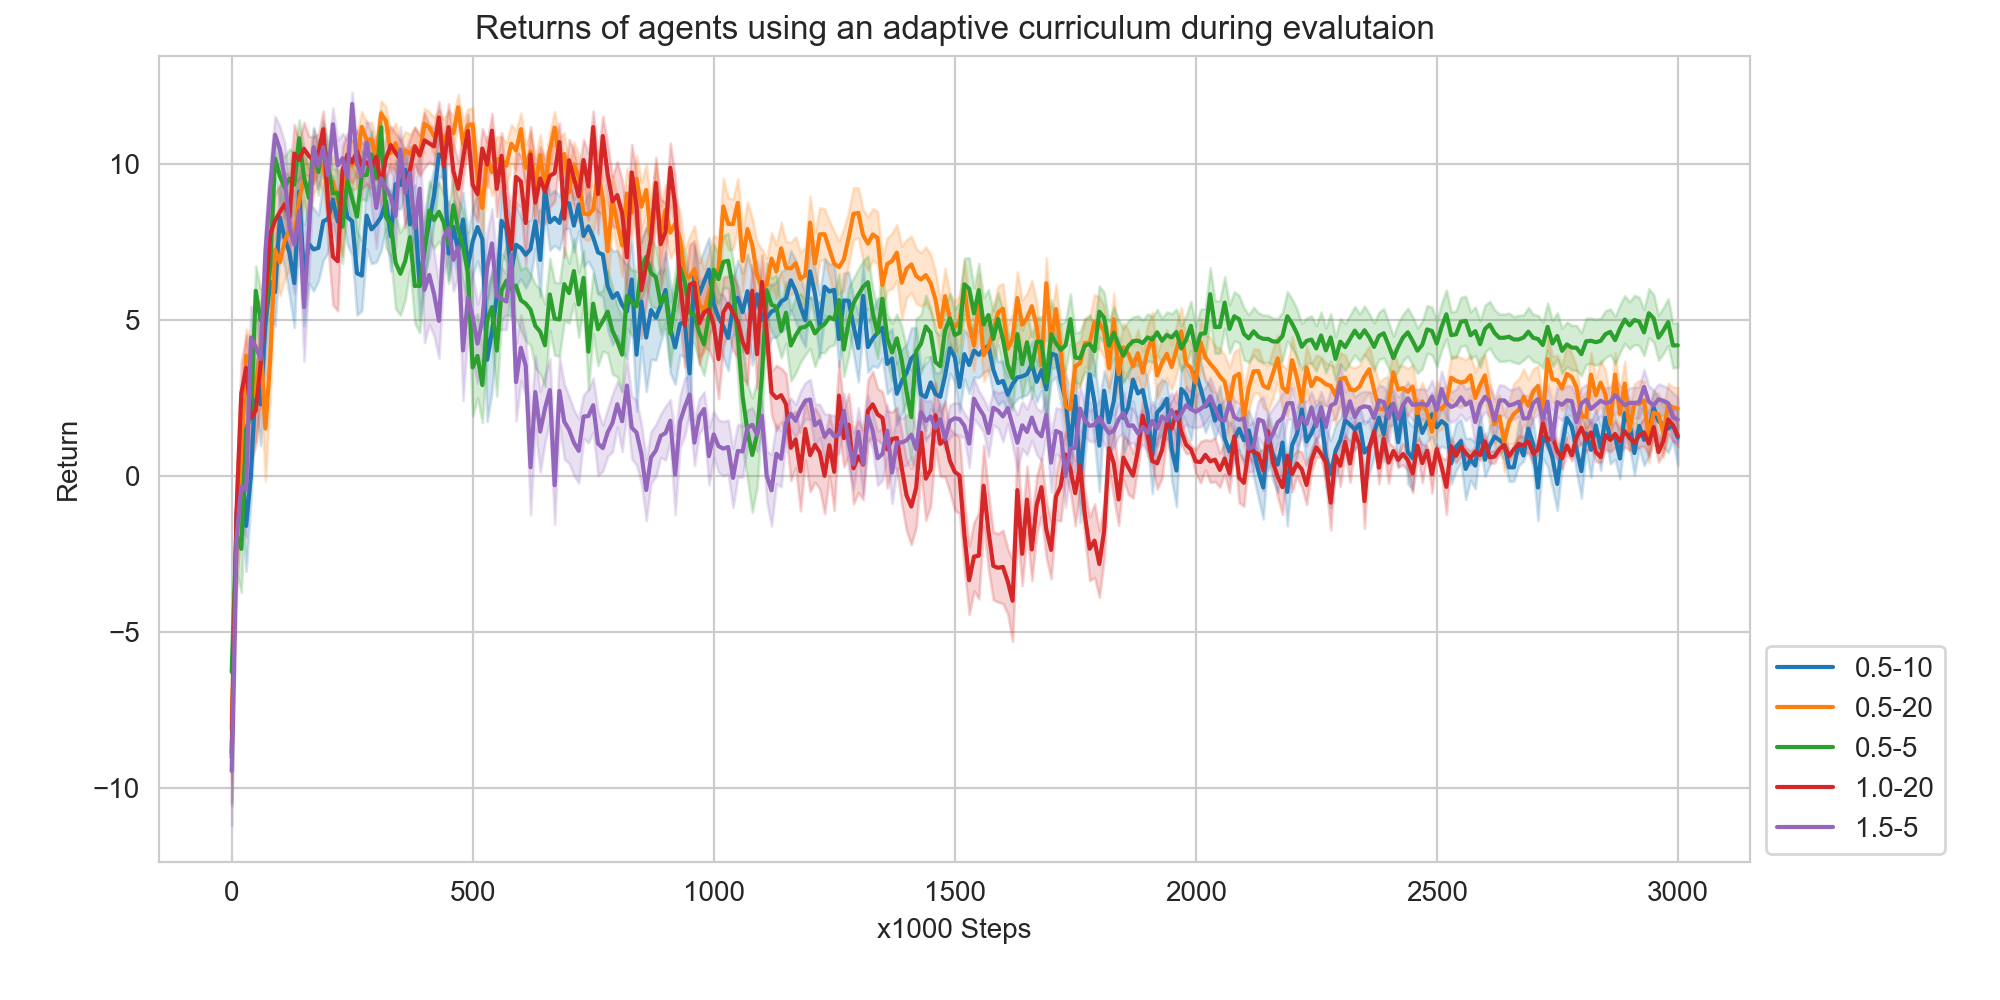 Returns of agents using an adaptive curriculum during evalutaion
Return
10
5
0
−5
−10
0 500 1000 1500 2000 2500 3000
x1000 Steps
0.5-10
0.5-20
0.5-5
1.0-20
1.5-5